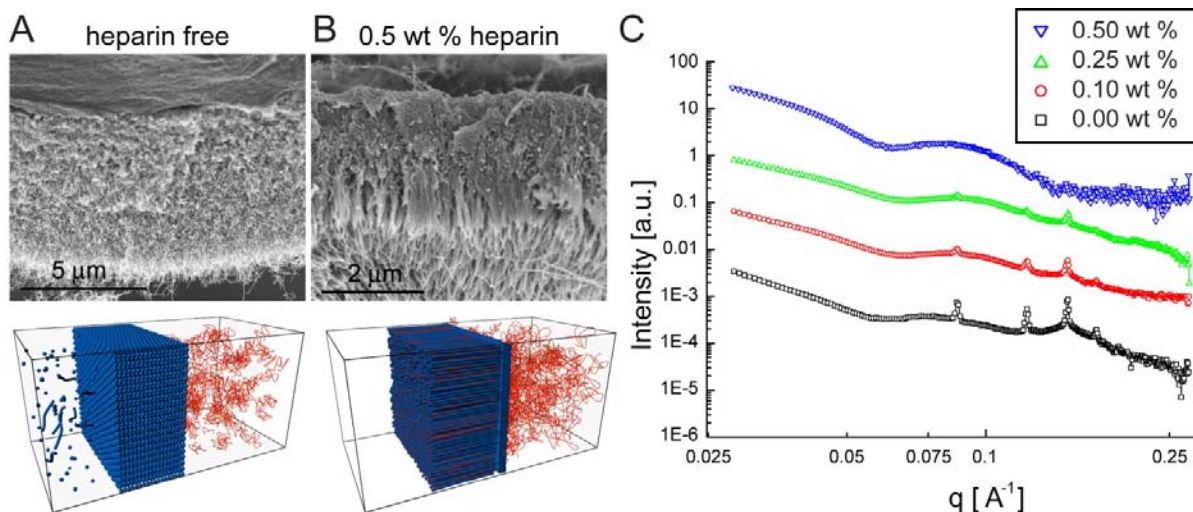 A
heparin free
5 μm
B
0.5 wt % heparin
2 μm
C
0.50 wt %
0.25 wt %
0.10 wt %
0.00 wt %
Intensity [a.u.]
100
10
1
0.1
0.01
1E-3
1E-4
1E-5
1E-6
0.025
0.05
0.075
0.1
0.25
q [ A⁻¹]